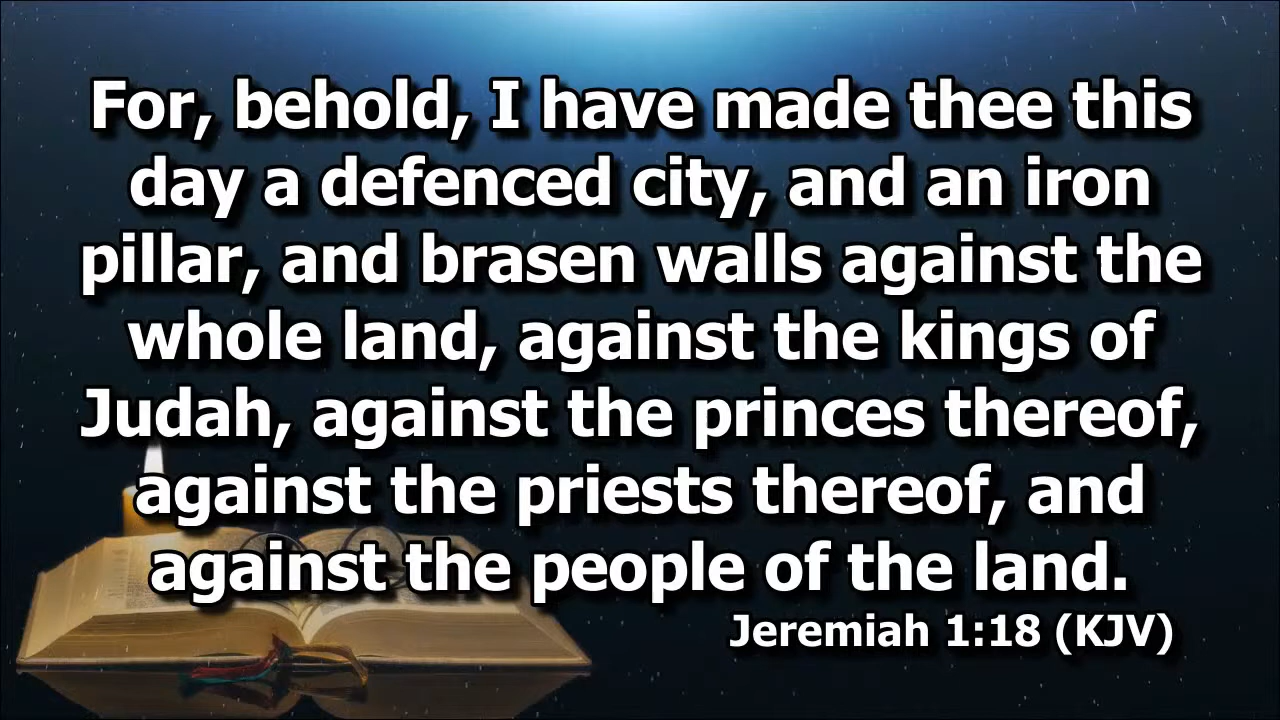 For, behold, I have made thee this
day a defenced city, and an iron
pillar, and brasen walls against the
whole land, against the kings of
Judah, against the princes thereof,
against the priests thereof, and
against the people of the land.
Jeremiah 1:18 (KJV)